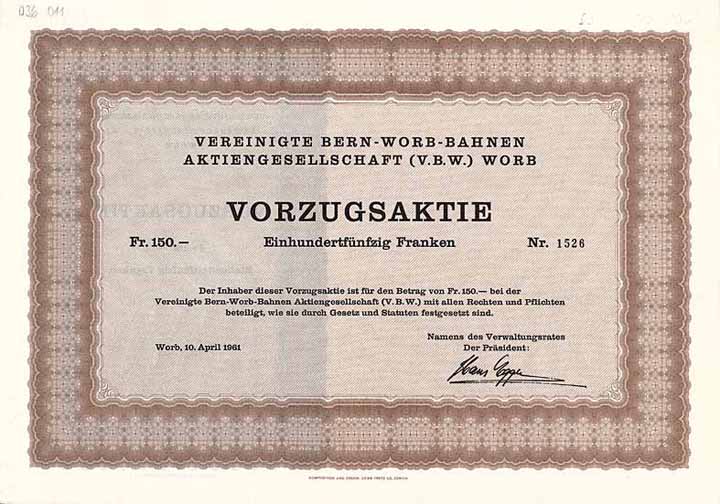 036 011
VEREINIGTE BERN-WORB-BAHNEN
AKTIENGESELLSCHAFT (V.B.W.) WORB
VORZUGSAKTIE
Fr. 150.— Einhundertfünfzig Franken Nr. 1526
Der Inhaber dieser Vorzugsaktie ist für den Betrag von Fr. 150.— bei der
Vereinigte Bern-Worb-Bahnen Aktiengesellschaft (V.B.W.) mit allen Rechten und Pflichten
beteiligt, wie sie durch Gesetz und Statuten festgesetzt sind.
Namens des Verwaltungsrates
Worb, 10. April 1961 Der Präsident:
Hans